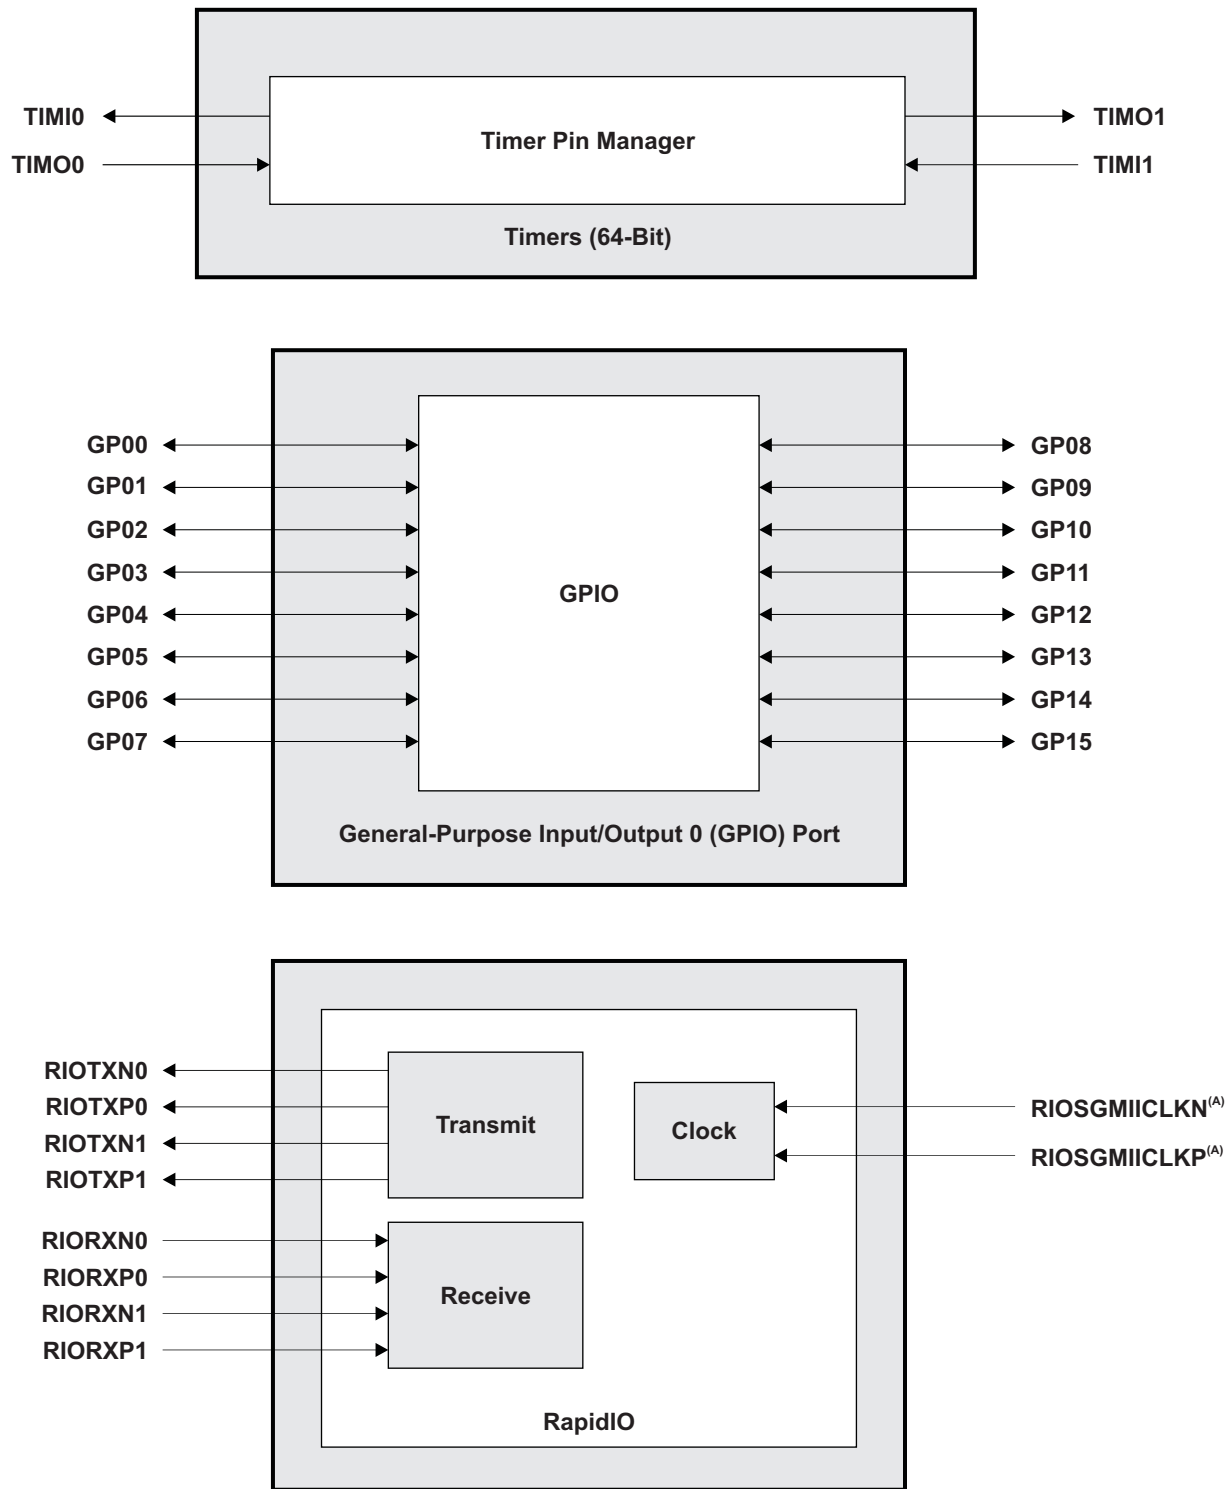 TIMI0
TIMO0
Timer Pin Manager
TIMO1
TIMI1
Timers (64-Bit)
GP00
GP01
GP02
GP03
GP04
GP05
GP06
GP07
GPIO
GP08
GP09
GP10
GP11
GP12
GP13
GP14
GP15
General-Purpose Input/Output 0 (GPIO) Port
RIOTXN0
RIOTXP0
RIOTXN1
RIOTXP1
Transmit
Clock
RIOSGMIICLKN(A)
RIOSGMIICLKP(A)
RIORXN0
RIORXP0
RIORXN1
RIORXP1
Receive
RapidIO